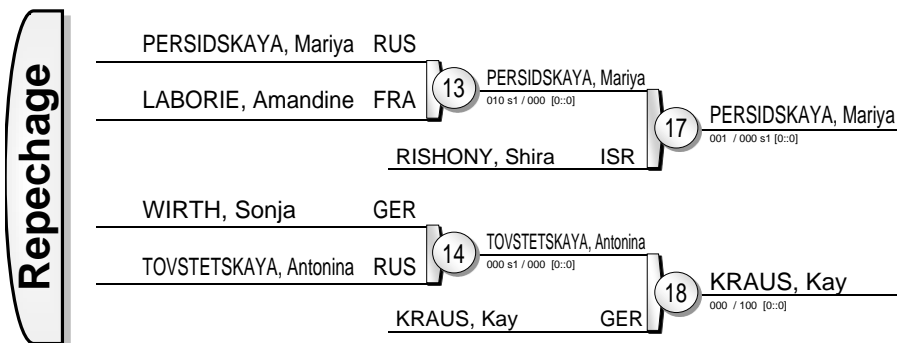 Repechage
PERSIDSKAYA, Mariya RUS
LABORIE, Amandine FRA
13
PERSIDSKAYA, Mariya
010 s1 / 000 [0::0]
RISHONY, Shira ISR
17
PERSIDSKAYA, Mariya
001 / 000 s1 [0::0]
WIRTH, Sonja GER
TOVSTETSKAYA, Antonina RUS
14
TOVSTETSKAYA, Antonina
000 s1 / 000 [0::0]
KRAUS, Kay GER
18
KRAUS, Kay
000 / 100 [0::0]